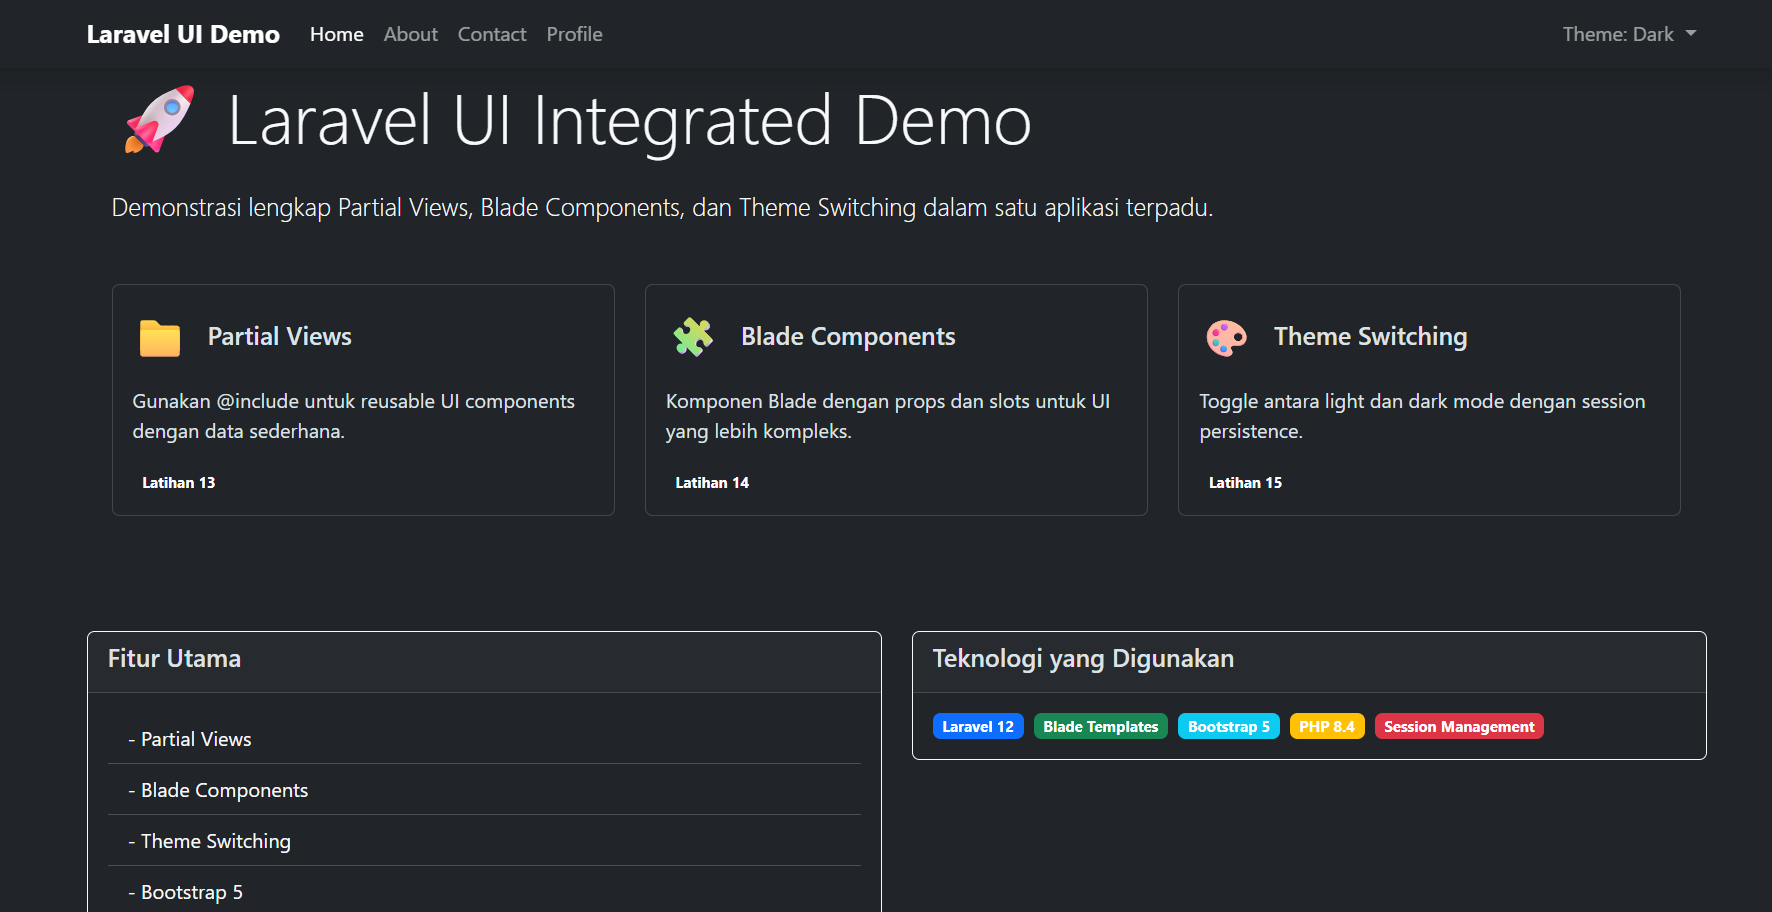 Laravel UI Demo Home About Contact Profile Theme: Dark
Laravel UI Integrated Demo
Demonstrasi lengkap Partial Views, Blade Components, dan Theme Switching dalam satu aplikasi terpadu.
Partial Views
Gunakan @include untuk reusable UI components
dengan data sederhana.
Latihan 13
Blade Components
Komponen Blade dengan props dan slots untuk UI
yang lebih kompleks.
Latihan 14
Theme Switching
Toggle antara light dan dark mode dengan session
persistence.
Latihan 15
Fitur Utama
- Partial Views
- Blade Components
- Theme Switching
- Bootstrap 5
Teknologi yang Digunakan
Laravel 12 Blade Templates Bootstrap 5 PHP 8.4 Session Management